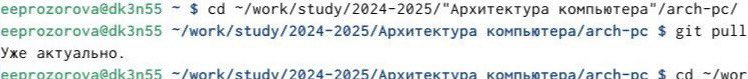 eeprozorova@dk3n55 ~ $ cd ~/work/study/2024-2025/"Архитектура компьютера"/arch-pc/
eeprozorova@dk3n55 ~/work/study/2024-2025/Архитектура компьютера/arch-pc $ git pull
Уже актуально.
eeprozorova@dk3n55 ~/work/study/2024-2025/Архитектура компьютера/arch-pc $ cd ~/wor